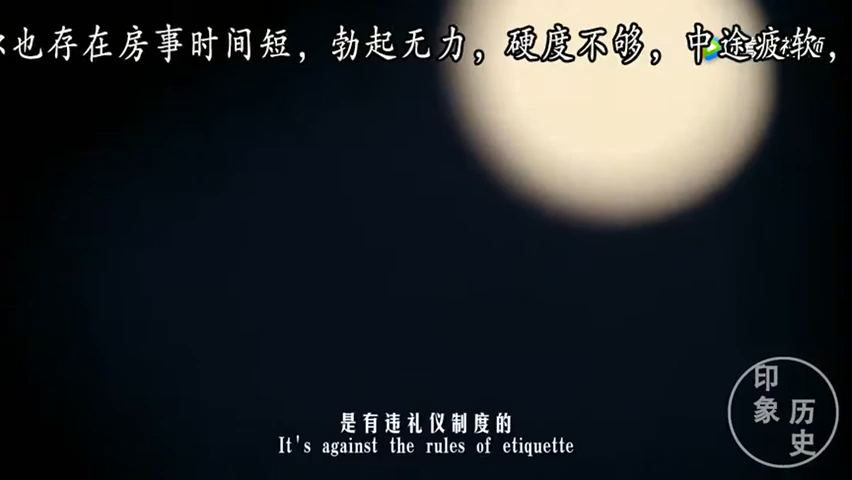 你也存在房事时间短，勃起无力，硬度不够，中途疲软，
是有违礼仪制度的
It's against the rules of etiquette
印象
历史